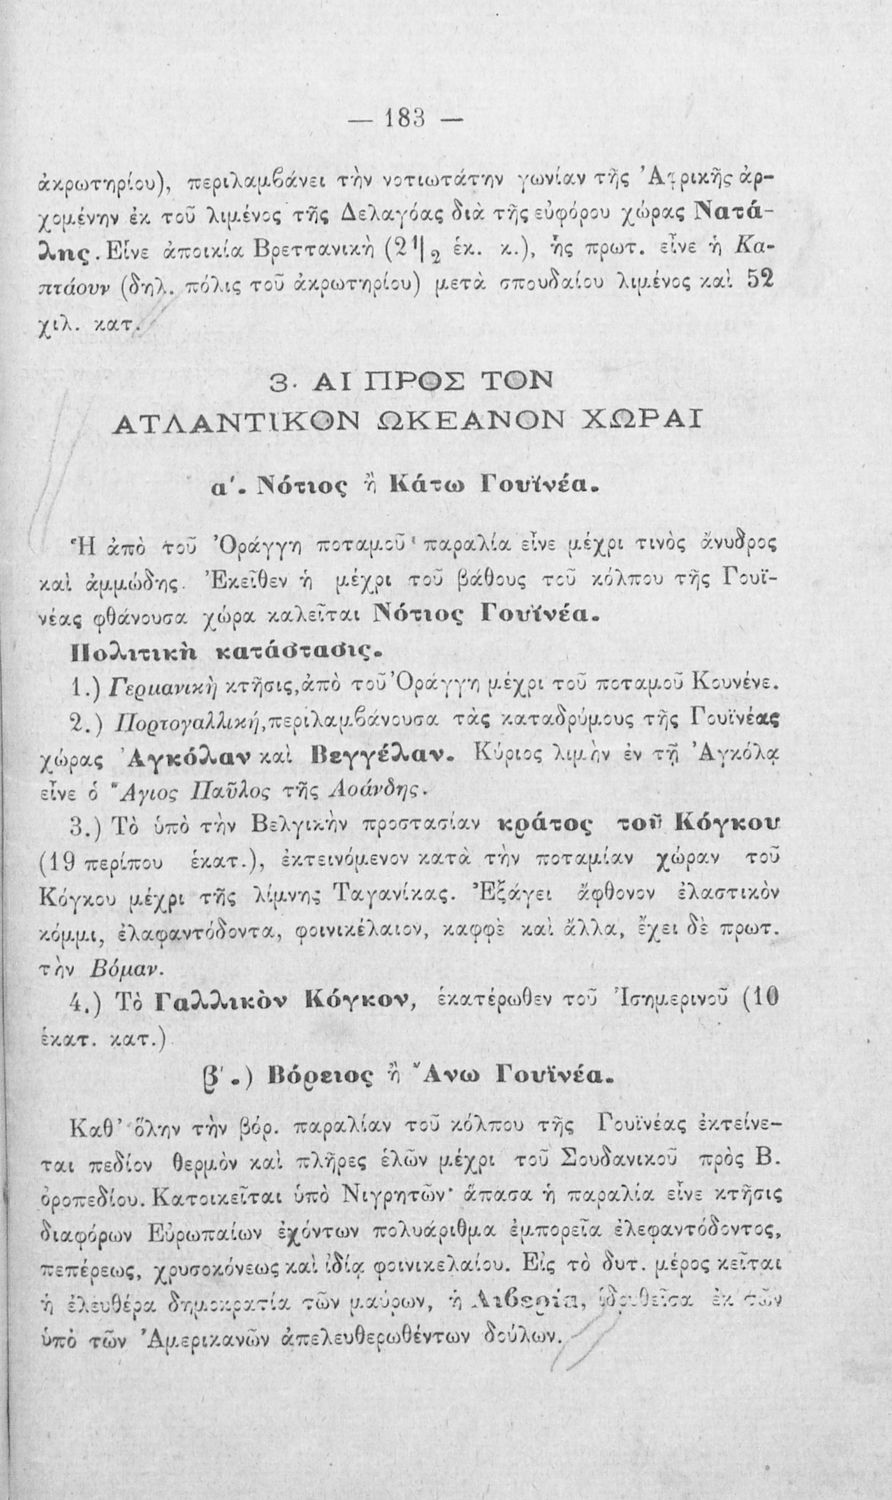 — 183 —
ἀκρωτηρίου), περιλαμβάνει τὴν νοτιωτάτην γωνίαν τῆς Ἀφρικῆς ἀρ-
χομένην ἐκ τοῦ λιμένος τῆς Δελαγόας διὰ τῆς εὐφόρου χώρας Νατά-
λης. Εἶνε ἀποικία Βρεττανικὴ (2 1|2 ἑκ. κ.), ἧς πρωτ. εἶνε ἡ Κα-
πτάουν (δηλ. πόλις τοῦ ἀκρωτηρίου) μετὰ σπουδαίου λιμένος καὶ 52
χιλ. κατ.
3. ΑΙ ΠΡΟΣ ΤΟΝ
ΑΤΛΑΝΤΙΚΟΝ ΩΚΕΑΝΟΝ ΧΩΡΑΙ
α'. Νότιος ἢ Κάτω Γουϊνέα.
Ἡ ἀπὸ τοῦ Ὀράγγη ποταμοῦ παραλία εἶνε μέχρι τινὸς ἄνυδρος
καὶ ἀμμώδης. Ἐκεῖθεν ἡ μέχρι τοῦ βάθους τοῦ κόλπου τῆς Γουϊ-
νέας φθάνουσα χώρα καλεῖται Νότιος Γουϊνέα.
Πολιτικὴ κατάστασις.
1.) Γερμανικὴ κτῆσις, ἀπὸ τοῦ Ὀράγγη μέχρι τοῦ ποταμοῦ Κουνένε.
2.) Πορτογαλλική, περιλαμβάνουσα τὰς καταδρύμους τῆς Γουϊνέας
χώρας Ἀγκόλαν καὶ Βεγγέλαν. Κύριος λιμὴν ἐν τῇ Ἀγκόλᾳ
εἶνε ὁ Ἅγιος Παῦλος τῆς Λοάνδης.
3.) Τὸ ὑπὸ τὴν Βελγικὴν προστασίαν κράτος τοῦ Κόγκου
(19 περίπου ἑκατ.), ἐκτεινόμενον κατὰ τὴν ποταμίαν χώραν τοῦ
Κόγκου μέχρι τῆς λίμνης Ταγανίκας. Ἐξάγει ἄφθονον ἐλαστικὸν
κόμμι, ἐλαφαντόδοντα, φοινικέλαιον, καφφὲ καὶ ἄλλα, ἔχει δὲ πρωτ.
τὴν Βόμαν.
4.) Τὸ Γαλλικὸν Κόγκον, ἑκατέρωθεν τοῦ Ἰσημερινοῦ (10
ἑκατ. κατ.)
β'.) Βόρειος ἢ Ἄνω Γουϊνέα.
Καθ' ὅλην τὴν βόρ. παραλίαν τοῦ κόλπου τῆς Γουϊνέας ἐκτείνε-
ται πεδίον θερμὸν καὶ πλῆρες ἑλῶν μέχρι τοῦ Σουδανικοῦ πρὸς Β.
ὀροπεδίου. Κατοικεῖται ὑπὸ Νιγρητῶν· ἅπασα ἡ παραλία εἶνε κτῆσις
διαφόρων Εὐρωπαίων ἐχόντων πολυάριθμα ἐμπορεῖα ἐλεφαντόδοντος,
πεπέρεως, χρυσοκόνεως καὶ ἰδίᾳ φοινικελαίου. Εἰς τὸ δυτ. μέρος κεῖται
ἡ ἐλευθέρα δημοκρατία τῶν μαύρων, ἡ Λιβερία, ἱδρυθεῖσα ἐκ τῶν
ὑπὸ τῶν Ἀμερικανῶν ἀπελευθερωθέντων δούλων.